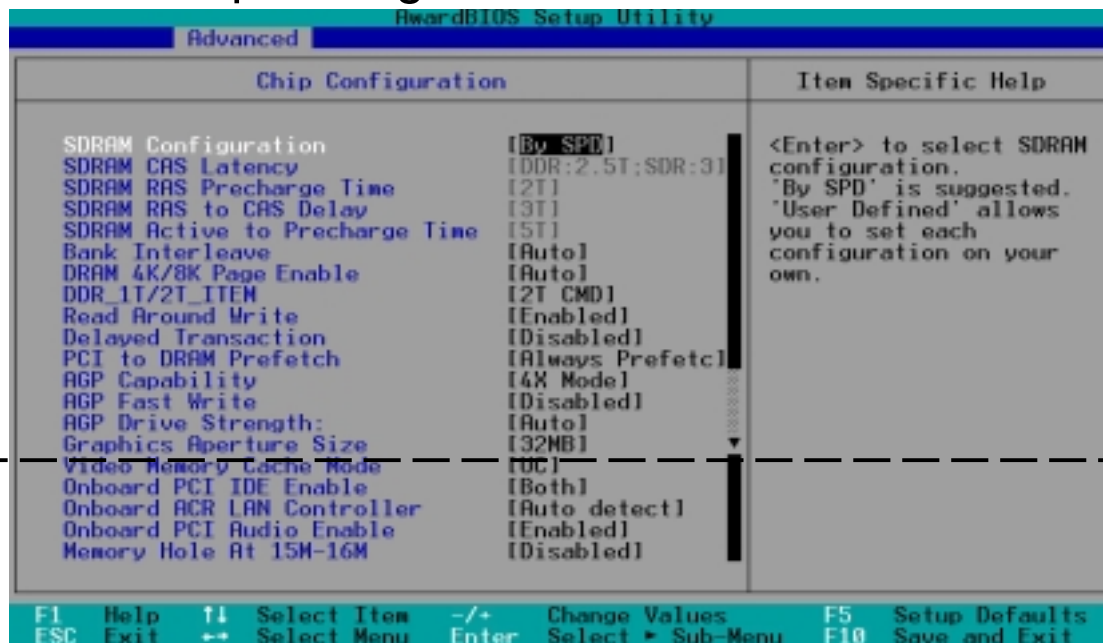 AwardBIOS Setup Utility
Advanced
Chip Configuration
Item Specific Help
SDRAM Configuration [By SPD]
SDRAM CAS Latency [DDR:2.5T;SDR:3]
SDRAM RAS Precharge Time [2T]
SDRAM RAS to CAS Delay [3T]
SDRAM Active to Precharge Time [5T]
Bank Interleave [Auto]
DRAM 4K/8K Page Enable [Auto]
DDR_1T/2T_ITEM [2T CMD]
Read Around Write [Enabled]
Delayed Transaction [Disabled]
PCI to DRAM Prefetch [Always Prefetc]
AGP Capability [4X Mode]
AGP Fast Write [Disabled]
AGP Drive Strength: [Auto]
Graphics Aperture Size [32MB]
Video Memory Cache Mode [UC]
Onboard PCI IDE Enable [Both]
Onboard ACR LAN Controller [Auto detect]
Onboard PCI Audio Enable [Enabled]
Memory Hole At 15M-16M [Disabled]
<Enter> to select SDRAM
configuration.
'By SPD' is suggested.
'User Defined' allows
you to set each
configuration on your
own.
F1 Help ↑↓ Select Item -/+ Change Values F5 Setup Defaults
ESC Exit ←→ Select Menu Enter Select ► Sub-Menu F10 Save and Exit